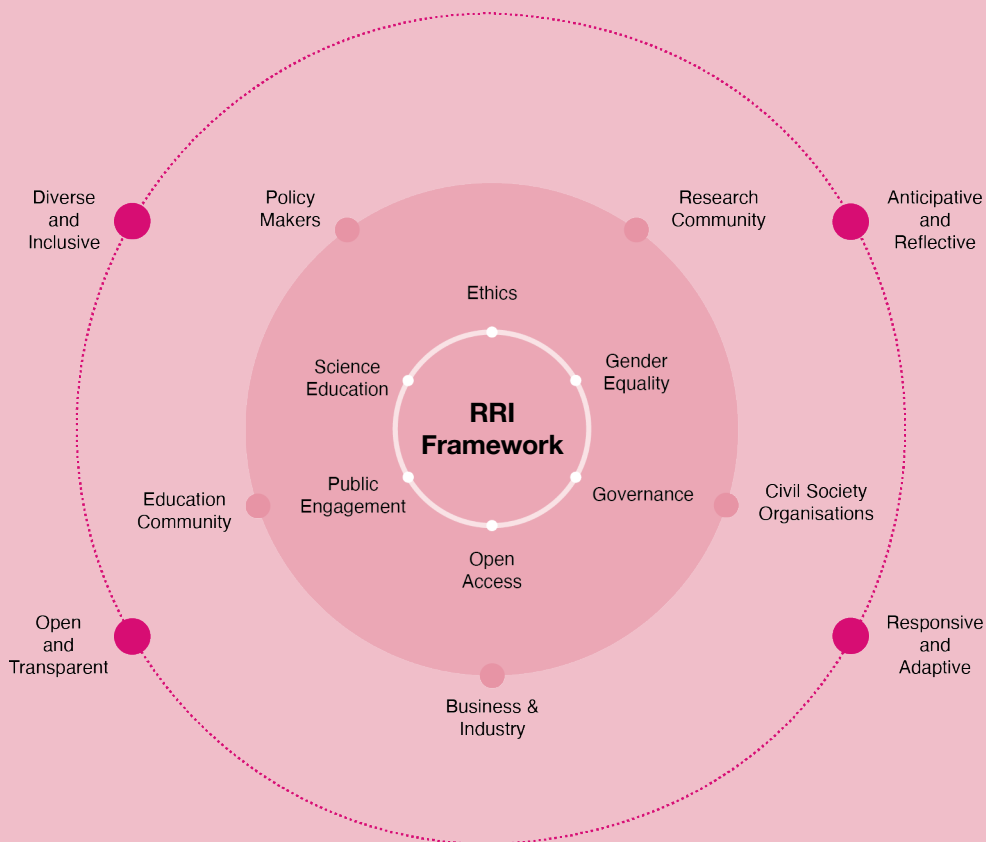 Diverse
and
Inclusive
Policy
Makers
Research
Community
Anticipative
and
Reflective
Ethics
Science
Education
Gender
Equality
RRI
Framework
Public
Engagement
Governance
Education
Community
Civil Society
Organisations
Open
Access
Open
and
Transparent
Responsive
and
Adaptive
Business &
Industry